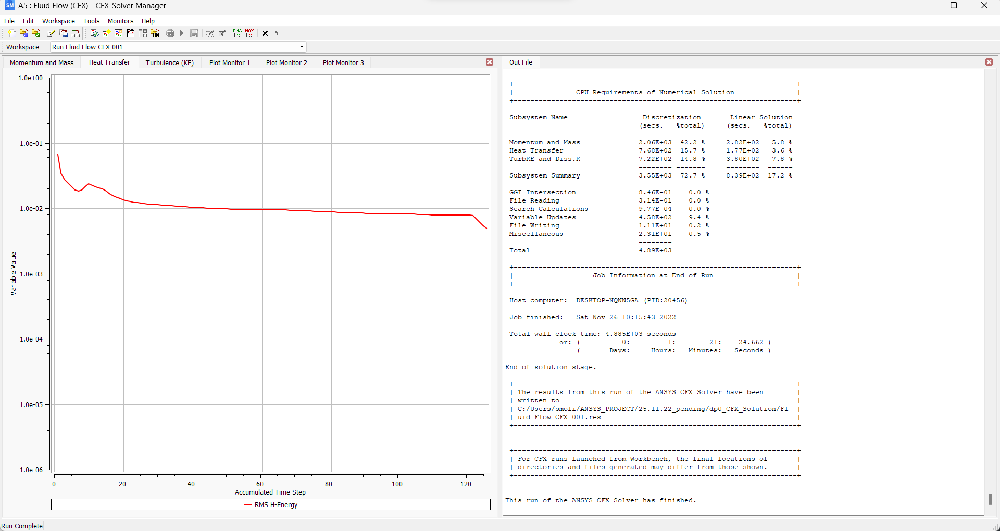 SM A5 : Fluid Flow (CFX) - CFX-Solver Manager
File Edit Workspace Tools Monitors Help
STOP RMS MAX
Workspace Run Fluid Flow CFX 001
Momentum and Mass Heat Transfer Turbulence (KE) Plot Monitor 1 Plot Monitor 2 Plot Monitor 3
1.0e+00
1.0e-01
1.0e-02
1.0e-03
1.0e-04
1.0e-05
1.0e-06
Variable Value
0 20 40 60 80 100 120
Accumulated Time Step
RMS H-Energy
Out File
+--------------------------------------------------------------------+
| CPU Requirements of Numerical Solution |
+--------------------------------------------------------------------+
Subsystem Name Discretization Linear Solution
(secs. %total) (secs. %total)
----------------------------------------------------------------------
Momentum and Mass 2.06E+03 42.2 % 2.82E+02 5.8 %
Heat Transfer 7.68E+02 15.7 % 1.77E+02 3.6 %
TurbKE and Diss.K 7.22E+02 14.8 % 3.80E+02 7.8 %
-------- ------- -------- ------
Subsystem Summary 3.55E+03 72.7 % 8.39E+02 17.2 %
GGI Intersection 8.46E-01 0.0 %
File Reading 3.14E-01 0.0 %
Search Calculations 9.77E-04 0.0 %
Variable Updates 4.58E+02 9.4 %
File Writing 1.11E+01 0.2 %
Miscellaneous 2.31E+01 0.5 %
--------
Total 4.89E+03
+--------------------------------------------------------------------+
| Job Information at End of Run |
+--------------------------------------------------------------------+
Host computer: DESKTOP-NQNN5GA (PID:20456)
Job finished: Sat Nov 26 10:15:43 2022
Total wall clock time: 4.885E+03 seconds
or: ( 0: 1: 21: 24.662 )
( Days: Hours: Minutes: Seconds )
End of solution stage.
+--------------------------------------------------------------------+
| The results from this run of the ANSYS CFX Solver have been |
| written to |
| C:/Users/smoli/ANSYS_PROJECT/25.11.22_pending/dp0_CFX_Solution/Fl- |
| uid Flow CFX_001.res |
+--------------------------------------------------------------------+
+--------------------------------------------------------------------+
| For CFX runs launched from Workbench, the final locations of |
| directories and files generated may differ from those shown. |
+--------------------------------------------------------------------+
This run of the ANSYS CFX Solver has finished.
Run Complete